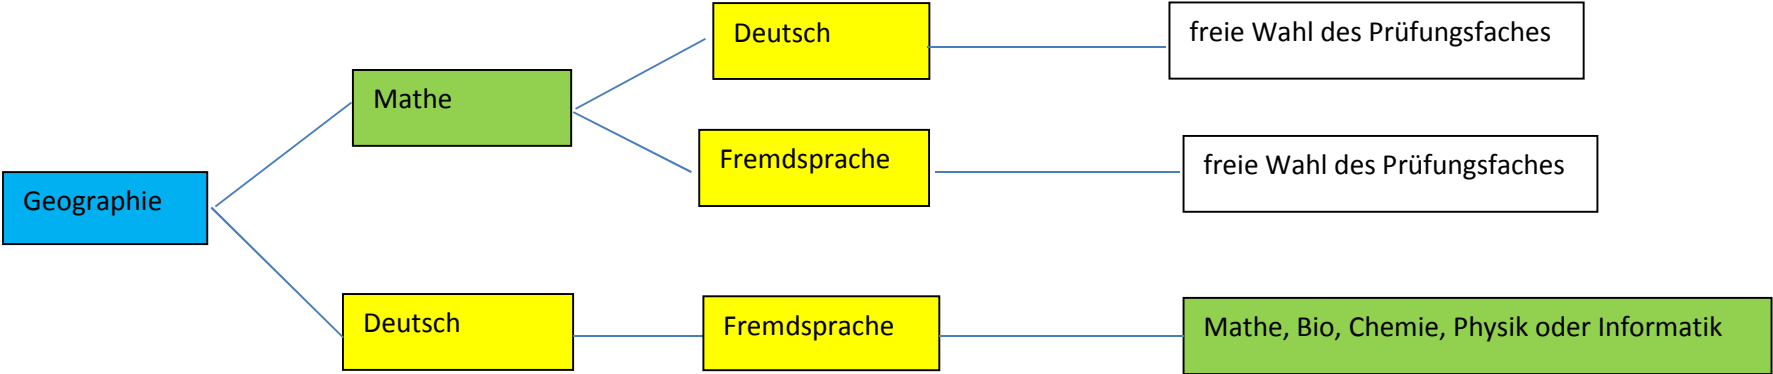 Deutsch
freie Wahl des Prüfungsfaches
Mathe
Fremdsprache
freie Wahl des Prüfungsfaches
Geographie
Deutsch
Fremdsprache
Mathe, Bio, Chemie, Physik oder Informatik